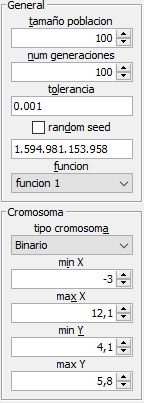 General
tamaño poblacion
100
num generaciones
100
tolerancia
0.001
random seed
1.594.981.153.958
funcion
funcion 1
Cromosoma
tipo cromosoma
Binario
min X
-3
max X
12,1
min Y
4,1
max Y
5,8